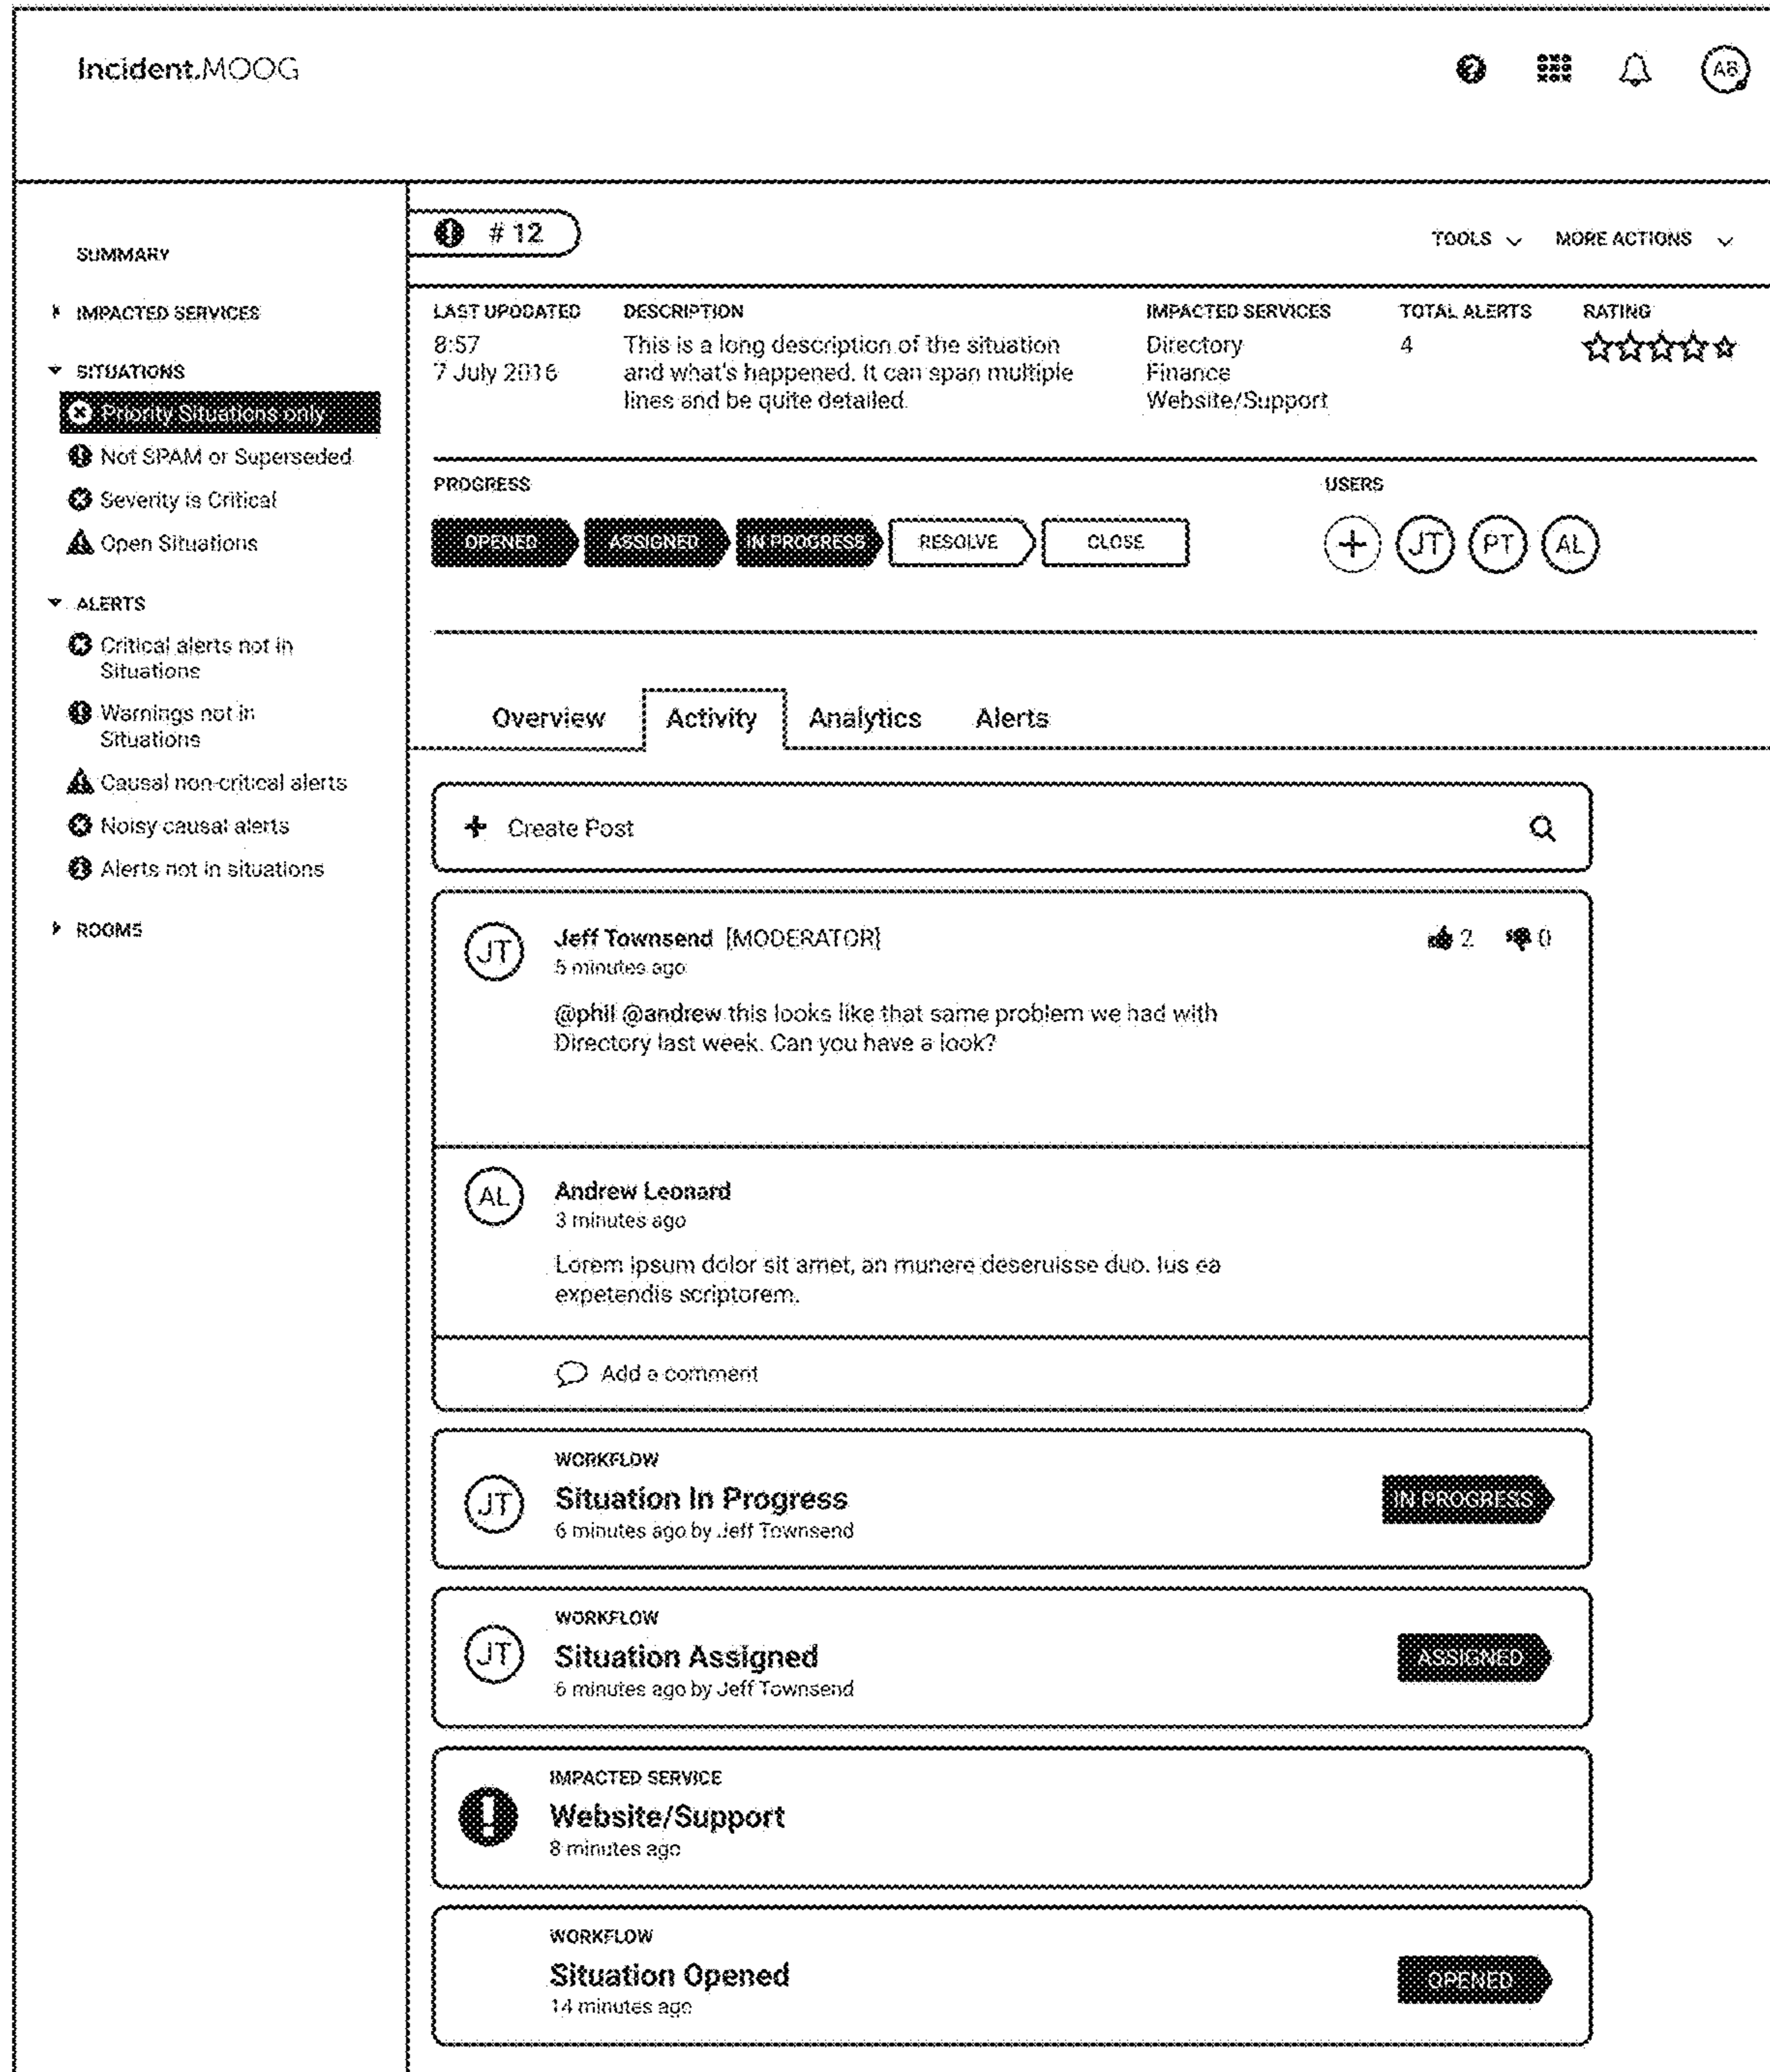 Incident.MOOG
AB
SUMMARY
IMPACTED SERVICES
SITUATIONS
Priority Situations only
Not SPAM or Superseded
Severity is Critical
Open Situations
ALERTS
Critical alerts not in
Situations
Warnings not in
Situations
Causal non-critical alerts
Noisy causal alerts
Alerts not in situations
ROOMS
# 12
TOOLS
MORE ACTIONS
LAST UPODATED
8:57
7 July 2016
DESCRIPTION
This is a long description of the situation
and what's happened. It can span multiple
lines and be quite detailed.
IMPACTED SERVICES
Directory
Finance
Website/Support
TOTAL ALERTS
4
RATING
PROGRESS
OPENED
ASSIGNED
IN PROGRESS
RESOLVE
CLOSE
USERS
JT
PT
AL
Overview
Activity
Analytics
Alerts
Create Post
JT
Jeff Townsend [MODERATOR]
5 minutes ago
2
0
@phil @andrew this looks like that same problem we had with
Directory last week. Can you have a look?
AL
Andrew Leonard
3 minutes ago
Lorem ipsum dolor sit amet, an munere deseruisse duo. Ius ea
expetendis scriptorem.
Add a comment
WORKFLOW
JT
Situation In Progress
6 minutes ago by Jeff Townsend
IN PROGRESS
WORKFLOW
JT
Situation Assigned
6 minutes ago by Jeff Townsend
ASSIGNED
IMPACTED SERVICE
Website/Support
8 minutes ago
WORKFLOW
Situation Opened
14 minutes ago
OPENED